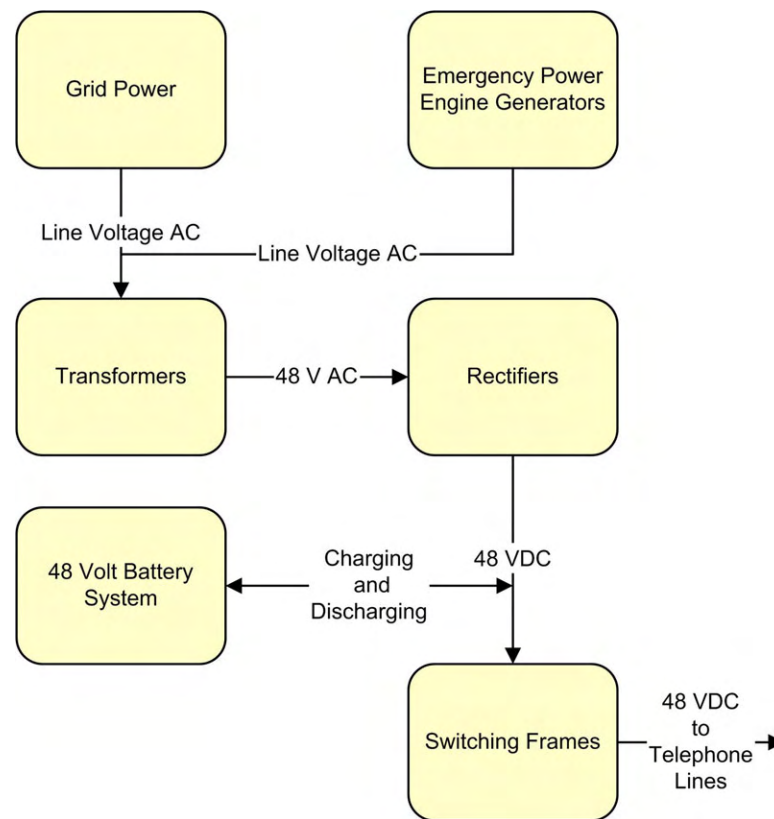 Grid Power
Emergency Power
Engine Generators
Line Voltage AC
Line Voltage AC
Transformers
48 V AC
Rectifiers
48 Volt Battery
System
Charging
and
Discharging
48 VDC
Switching Frames
48 VDC
to
Telephone
Lines